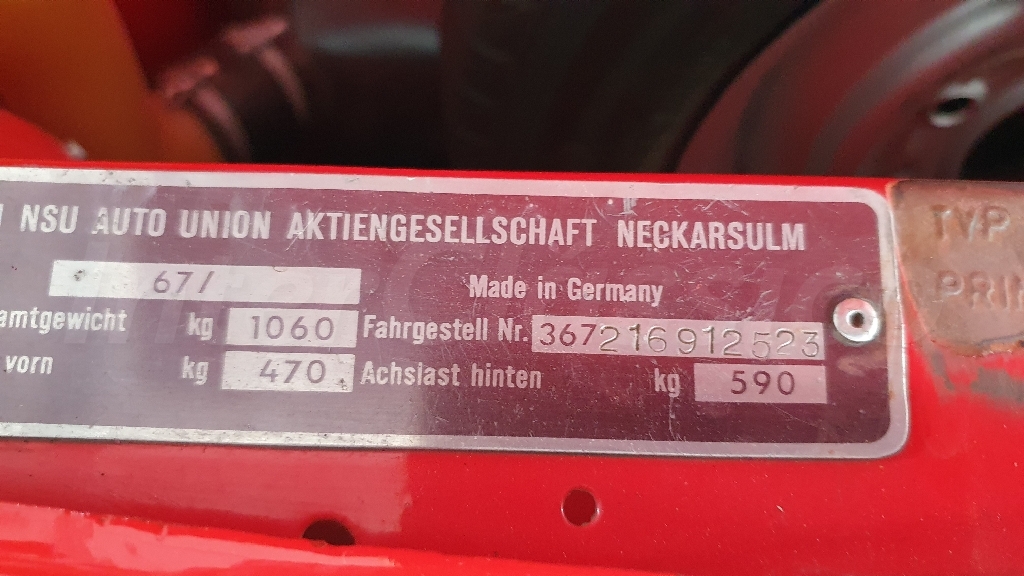 NSU AUTO UNION AKTIENGESELLSCHAFT NECKARSULM
67/ Made in Germany
amtgewicht kg 1060 Fahrgestell Nr. 367216912523
vorn kg 470 Achslast hinten kg 590
TYP
PRIN